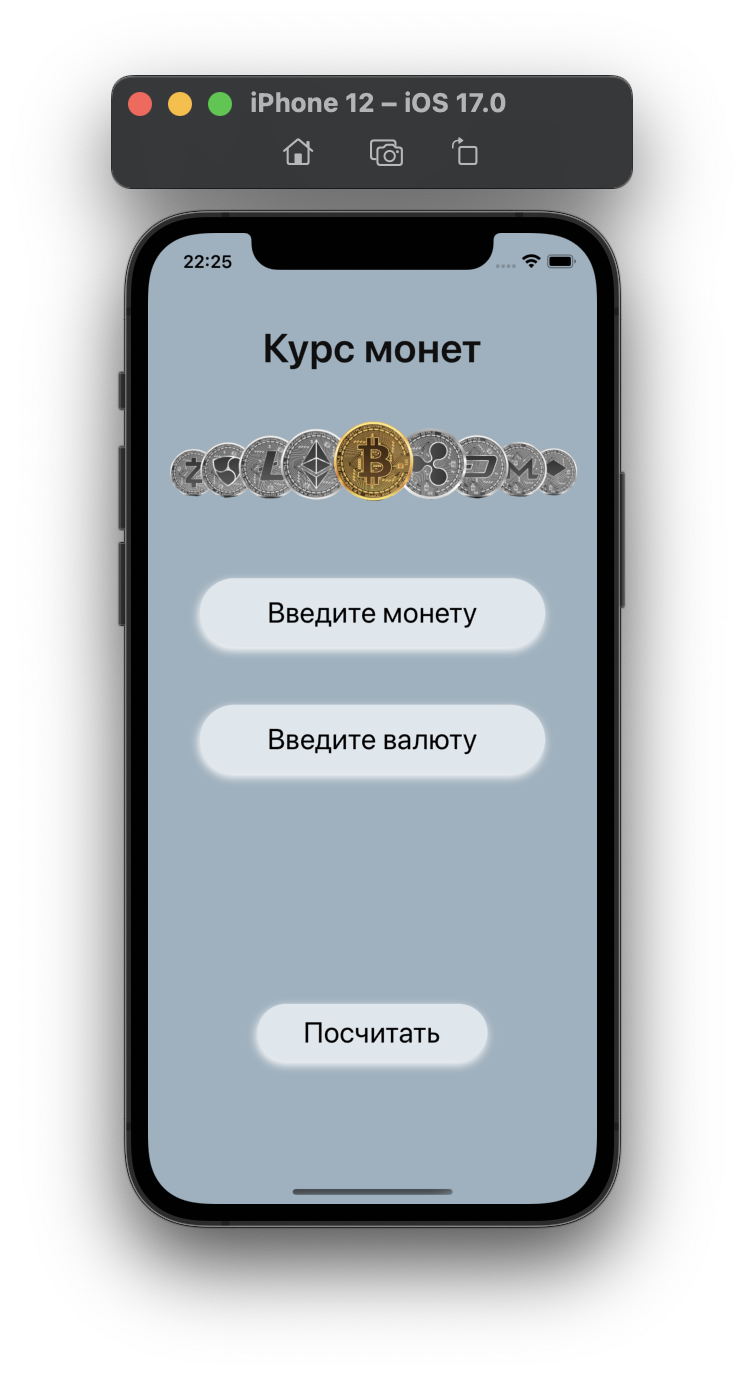 iPhone 12 – iOS 17.0
22:25
Курс монет
Введите монету
Введите валюту
Посчитать